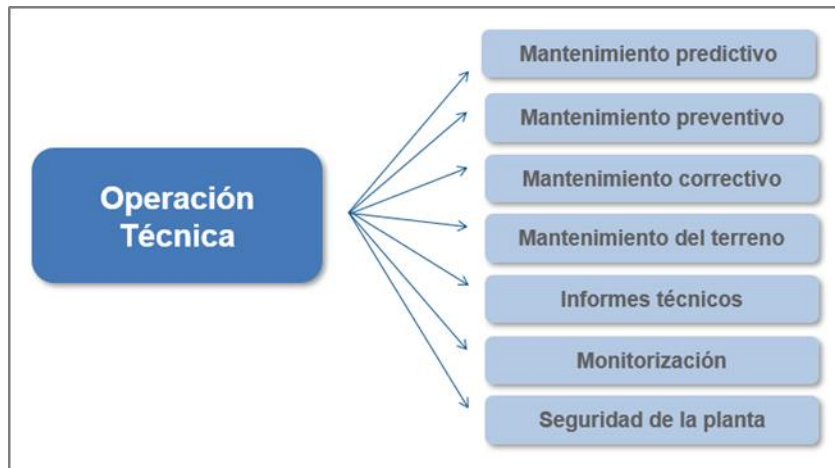 Operación
Técnica
Mantenimiento predictivo
Mantenimiento preventivo
Mantenimiento correctivo
Mantenimiento del terreno
Informes técnicos
Monitorización
Seguridad de la planta